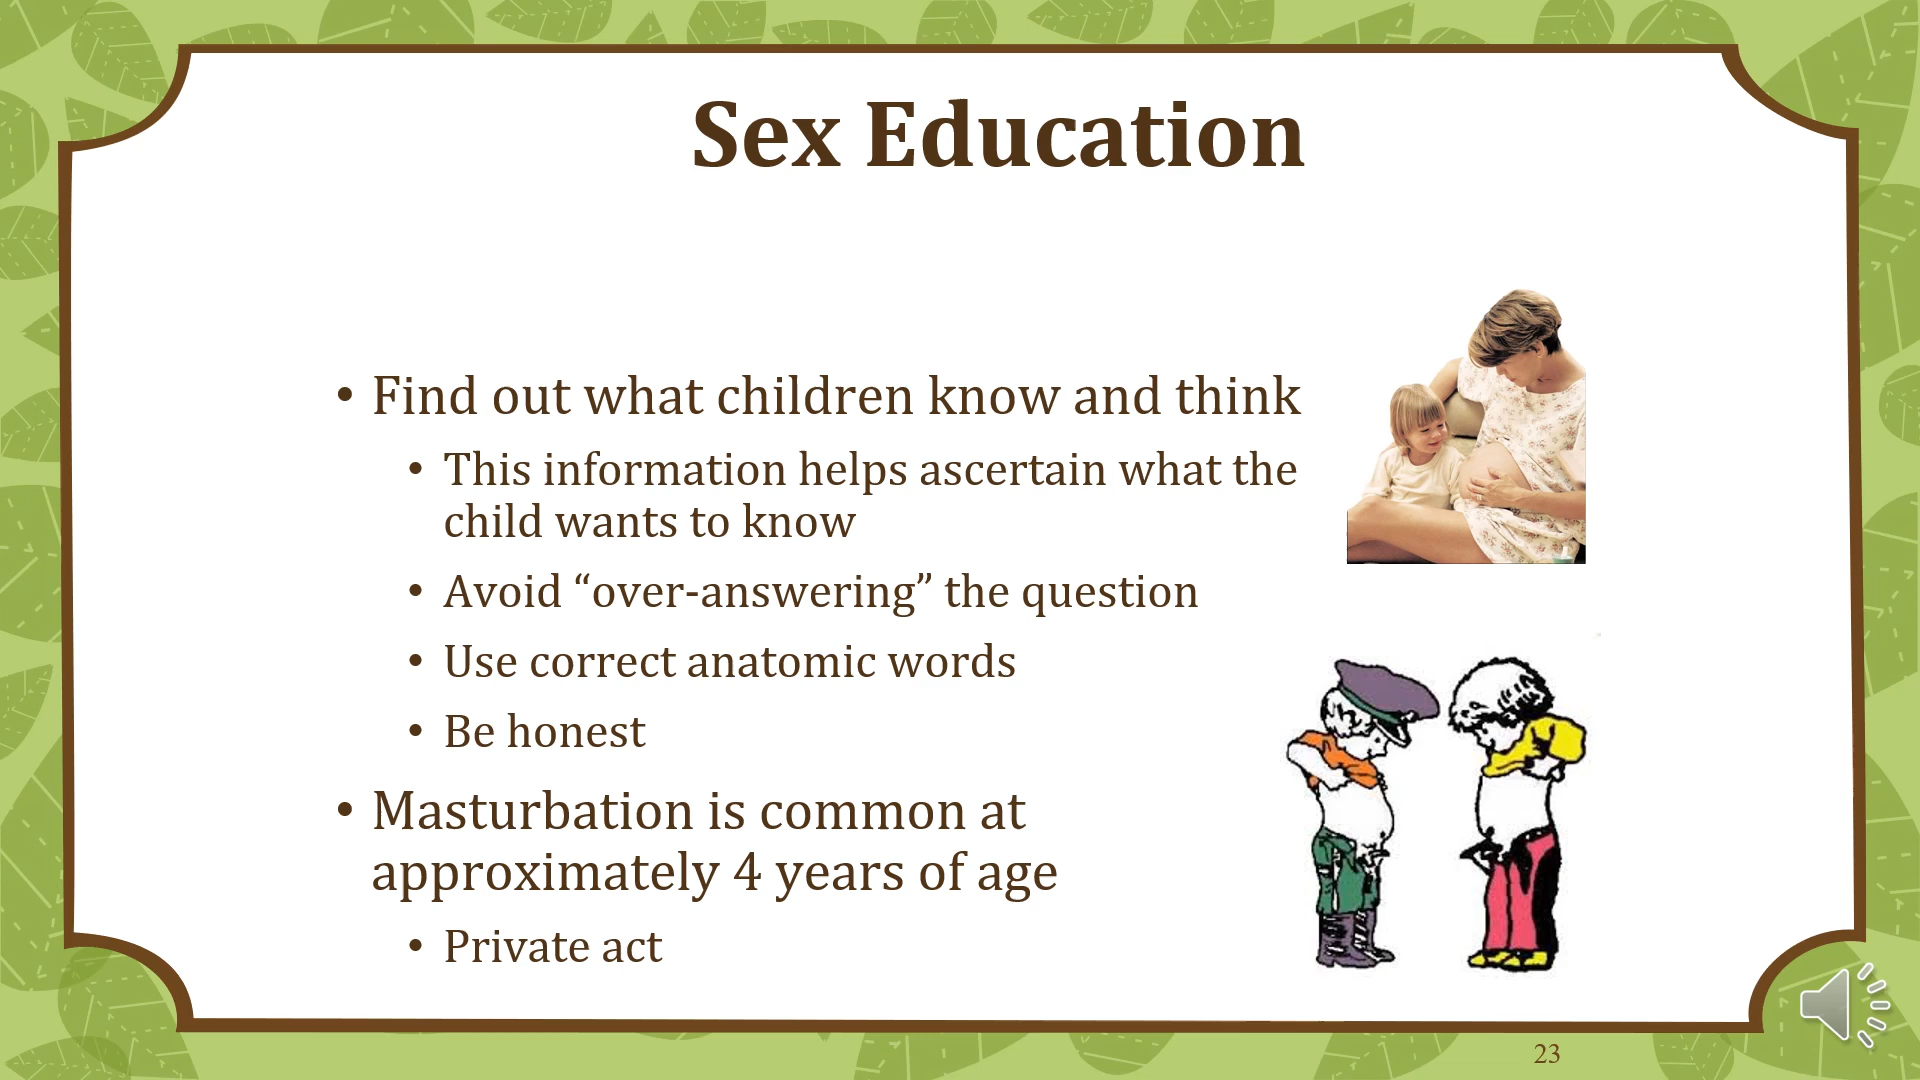 Sex Education
• Find out what children know and think
• This information helps ascertain what the
child wants to know
• Avoid “over-answering” the question
• Use correct anatomic words
• Be honest
• Masturbation is common at
approximately 4 years of age
• Private act
23